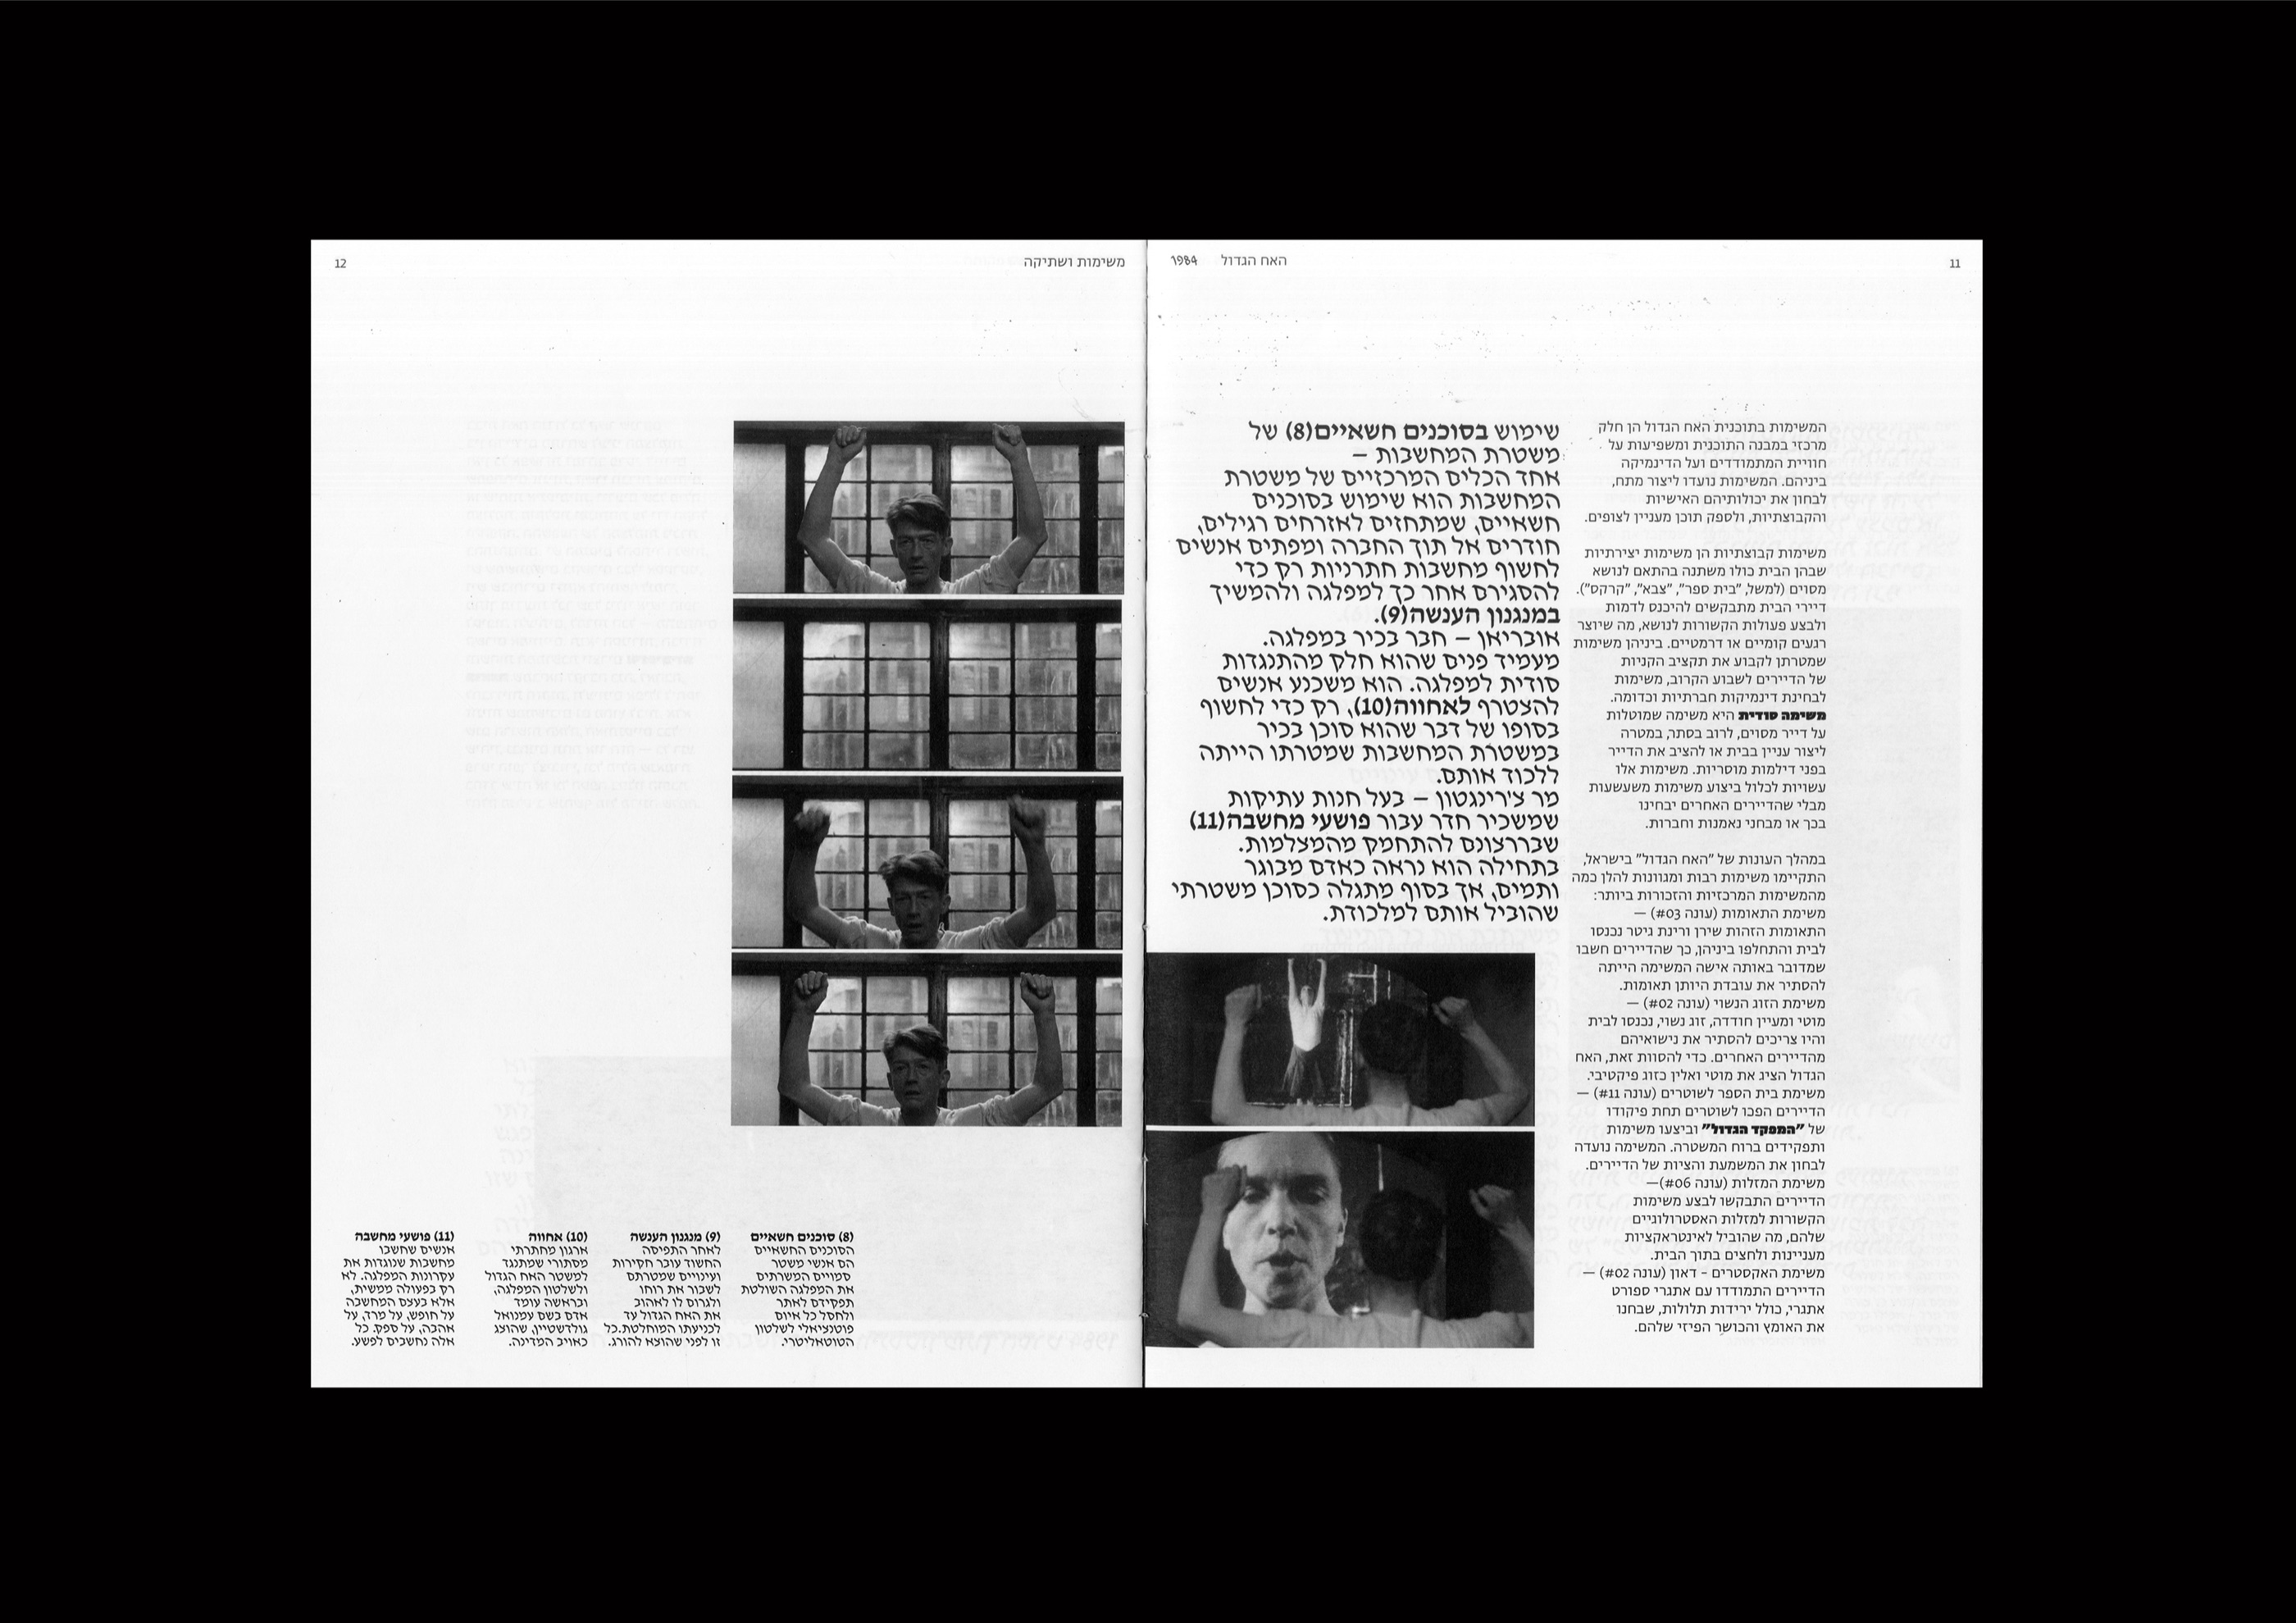 11
האח הגדול 1984
המשימות בתוכנית האח הגדול הן חלק
מרכזי במבנה התוכנית ומשפיעות על
חוויית המתמודדים ועל הדינמיקה
ביניהם. המשימות נועדו ליצור מתח,
לבחון את יכולותיהם האישיות
והקבוצתיות, ולספק תוכן מעניין לצופים.
משימות קבוצתיות הן משימות יצירתיות
שבהן הבית כולו משתנה בהתאם לנושא
מסוים (למשל, "בית ספר", "צבא", "קרקס").
דיירי הבית מתבקשים להיכנס לדמות
ולבצע פעולות הקשורות לנושא, מה שיוצר
רגעים קומיים או דרמטיים. ביניהן משימות
שמטרתן לקבוע את תקציב הקניות
של הדיירים לשבוע הקרוב, משימות
לבחינת דינמיקות חברתיות וכדומה.
משימה סודית היא משימה שמוטלות
על דייר מסוים, לרוב בסתר, במטרה
ליצור עניין בבית או להציב את הדייר
בפני דילמות מוסריות. משימות אלו
עשויות לכלול ביצוע משימות משעשעות
מבלי שהדיירים האחרים יבחינו
בכך או מבחני נאמנות וחברות.
במהלך העונות של "האח הגדול" בישראל,
התקיימו משימות רבות ומגוונות להלן כמה
מהמשימות המרכזיות והזכורות ביותר:
משימת התאומות (עונה 03#) —
התאומות הזהות שירן ורינת גיטר נכנסו
לבית והתחלפו ביניהן, כך שהדיירים חשבו
שמדובר באותה אישה המשימה הייתה
להסתיר את עובדת היותן תאומות.
משימת הזוג הנשוי (עונה 02#) —
מוטי ומעיין חודדה, זוג נשוי, נכנסו לבית
והיו צריכים להסתיר את נישואיהם
מהדיירים האחרים. כדי להסוות זאת, האח
הגדול הציג את מוטי ואלין כזוג פיקטיבי.
משימת בית הספר לשוטרים (עונה 11#) —
הדיירים הפכו לשוטרים תחת פיקודו
של "המפקד הגדול" וביצעו משימות
ותפקידים ברוח המשטרה. המשימה נועדה
לבחון את המשמעת והציות של הדיירים.
משימת המזלות (עונה 06#)—
הדיירים התבקשו לבצע משימות
הקשורות למזלות האסטרולוגיים
שלהם, מה שהוביל לאינטראקציות
מעניינות ולחצים בתוך הבית.
משימת האקסטרים - דאון (עונה 02#) —
הדיירים התמודדו עם אתגרי ספורט
אתגרי, כולל ירידות תלולות, שבחנו
את האומץ והכושר הפיזי שלהם.
שימוש בסוכנים חשאיים(8) של
משטרת המחשבות –
אחד הכלים המרכזיים של משטרת
המחשבות הוא שימוש בסוכנים
חשאיים, שמתחזים לאזרחים רגילים,
חודרים אל תוך החברה ומפתים אנשים
לחשוף מחשבות חתרניות רק כדי
להסגירם אחר כך למפלגה ולהמשיך
במנגנון הענשה(9).
אובריאן – חבר בכיר במפלגה.
מעמיד פנים שהוא חלק מהתנגדות
סודית למפלגה. הוא משכנע אנשים
להצטרף לאחווה(10), רק כדי לחשוף
בסופו של דבר שהוא סוכן בכיר
במשטרת המחשבות שמטרתו הייתה
ללכוד אותם.
מר צ'רינגטון – בעל חנות עתיקות
שמשכיר חדר עבור פושעי מחשבה(11)
שבררצונם להתחמק מהמצלמות.
בתחילה הוא נראה כאדם מבוגר
ותמים, אך בסוף מתגלה כסוכן משטרתי
שהוביל אותם למלכודת.
משימות ושתיקה
12
(8) סוכנים חשאיים
הסוכנים החשאיים
הם אנשי משטר
סמויים המשרתים
את המפלגה השולטת
תפקידם לאתר
ולחסל כל איום
פוטנציאלי לשלטון
הטוטאליטרי.
(9) מנגנון הענשה
לאחר התפיסה
החשוד עובר חקירות
ועינויים שמטרתם
לשבור את רוחו
ולגרום לו לאהוב
את האח הגדול עד
לכניעתו המוחלטת.כל
זו לפני שהוצא להורג.
(10) אחווה
ארגון מחתרתי
מסתורי שמתנגד
למשטר האח הגדול
ולשלטון המפלגה,
ובראשה עומד
אדם בשם עמנואל
גולדשטיין, שהוצג
כאויב המדינה.
(11) פושעי מחשבה
אנשים שחשבו
מחשבות שנוגדות את
עקרונות המפלגה. לא
רק בפעולה ממשית,
אלא בעצם המחשבה
על חופש, על מרד, על
אהבה, על ספק. כל
אלה נחשבים לפשע.